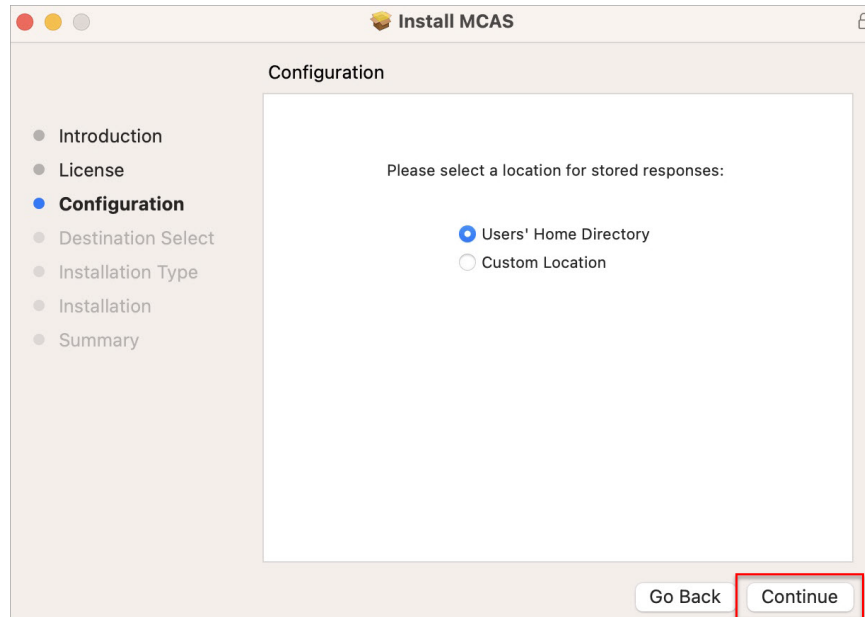 Install MCAS
Configuration
Introduction
License
Configuration
Destination Select
Installation Type
Installation
Summary
Please select a location for stored responses:
Users' Home Directory
Custom Location
Go Back
Continue